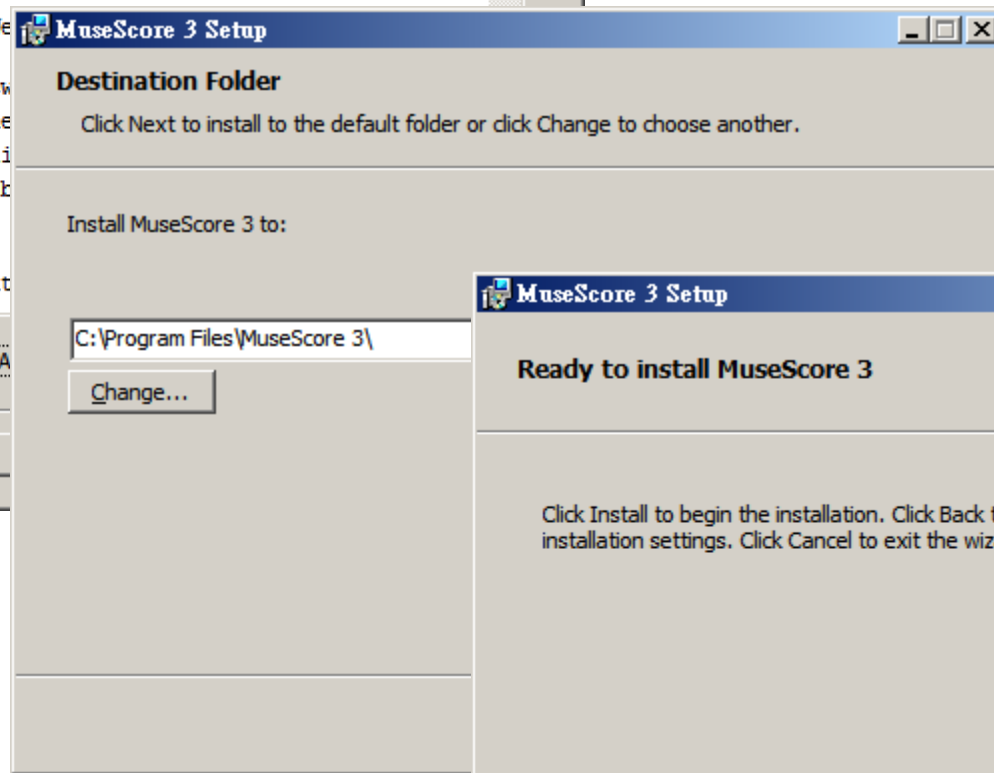 MuseScore 3 Setup
Destination Folder
Click Next to install to the default folder or click Change to choose another.
Install MuseScore 3 to:
C:\Program Files\MuseScore 3\
Change...
MuseScore 3 Setup
Ready to install MuseScore 3
Click Install to begin the installation. Click Back
installation settings. Click Cancel to exit the